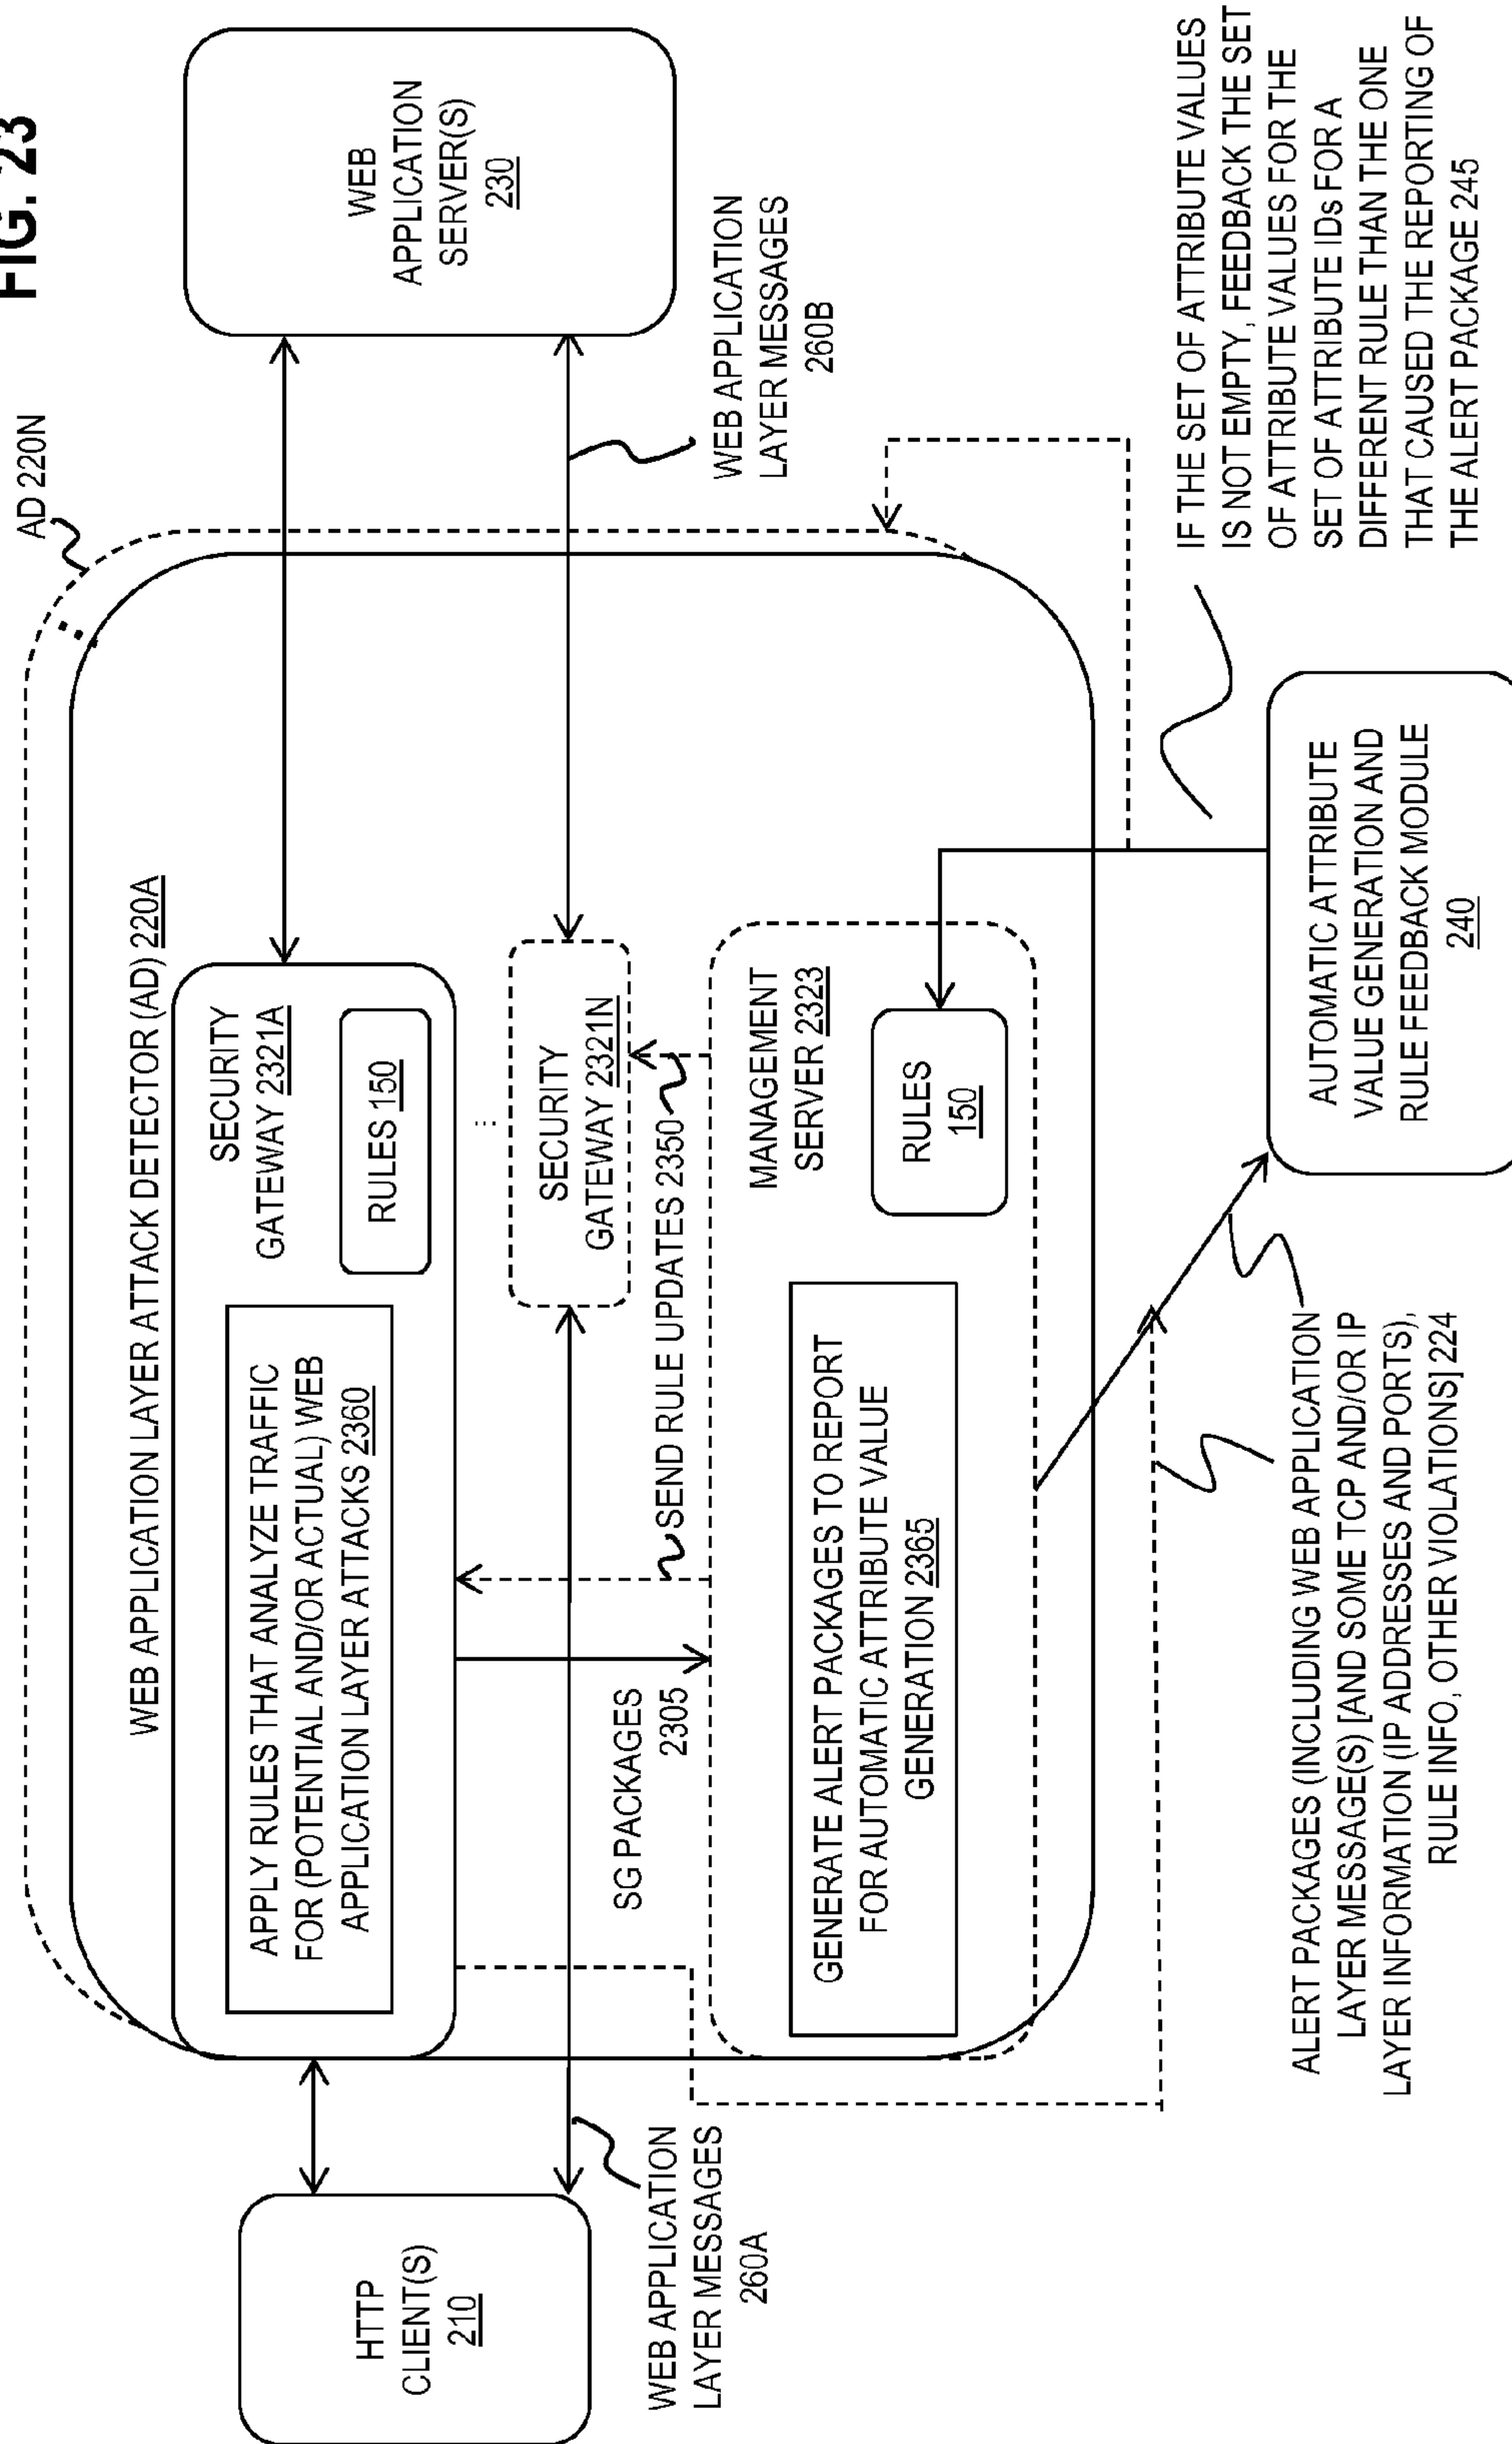 FIG. 23
AD 220N
WEB APPLICATION LAYER ATTACK DETECTOR (AD) 220A
HTTP
CLIENT(S)
210
WEB APPLICATION
LAYER MESSAGES
260A
APPLY RULES THAT ANALYZE TRAFFIC
FOR (POTENTIAL AND/OR ACTUAL) WEB
APPLICATION LAYER ATTACKS 2360
SECURITY
GATEWAY 2321A
RULES 150
...
SECURITY
GATEWAY 2321N
SG PACKAGES
2305
SEND RULE UPDATES 2350
MANAGEMENT
SERVER 2323
GENERATE ALERT PACKAGES TO REPORT
FOR AUTOMATIC ATTRIBUTE VALUE
GENERATION 2365
RULES
150
WEB
APPLICATION
SERVER(S)
230
WEB APPLICATION
LAYER MESSAGES
260B
ALERT PACKAGES (INCLUDING WEB APPLICATION
LAYER MESSAGE(S) [AND SOME TCP AND/OR IP
LAYER INFORMATION (IP ADDRESSES AND PORTS),
RULE INFO, OTHER VIOLATIONS] 224
AUTOMATIC ATTRIBUTE
VALUE GENERATION AND
RULE FEEDBACK MODULE
240
IF THE SET OF ATTRIBUTE VALUES
IS NOT EMPTY, FEEDBACK THE SET
OF ATTRIBUTE VALUES FOR THE
SET OF ATTRIBUTE IDs FOR A
DIFFERENT RULE THAN THE ONE
THAT CAUSED THE REPORTING OF
THE ALERT PACKAGE 245